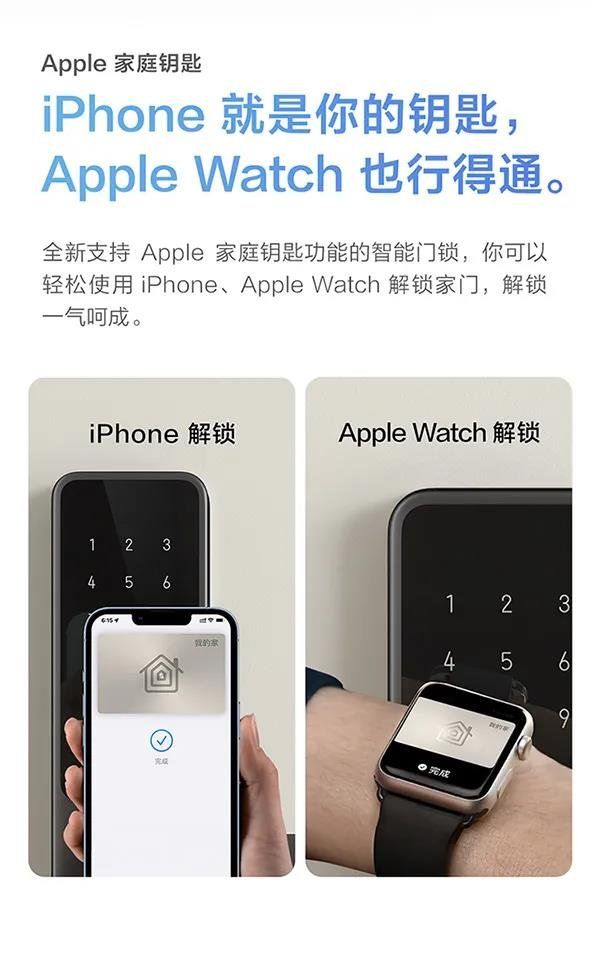 Apple 家庭钥匙
iPhone 就是你的钥匙，
Apple Watch 也行得通。
全新支持 Apple 家庭钥匙功能的智能门锁，你可以
轻松使用 iPhone、Apple Watch 解锁家门，解锁
一气呵成。
iPhone 解锁
1 2 3
4 5 6
6:15
我的家
完成
Apple Watch 解锁
1 2 3
4 5 6
9
我的家
完成